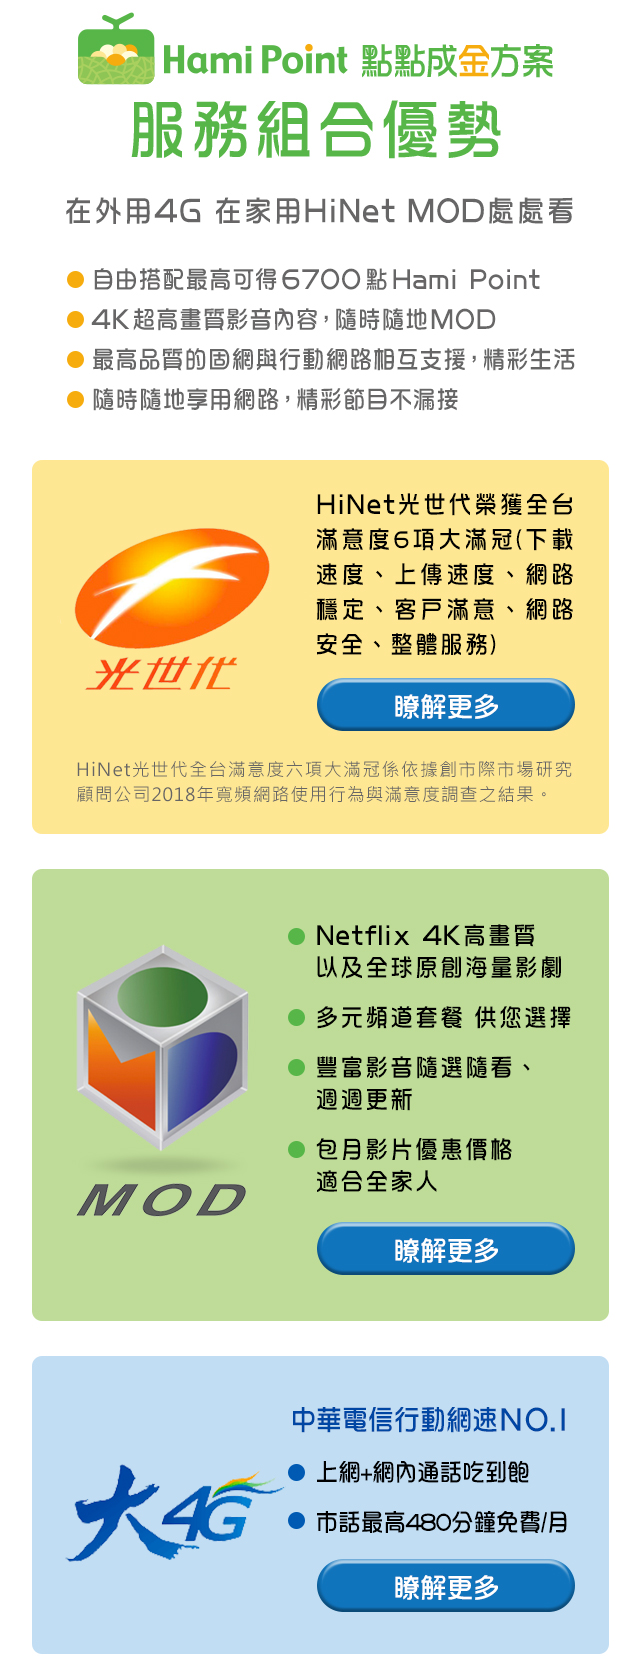 Hami Point 點點成金方案
服務組合優勢
在外用4G 在家用HiNet MOD處處看
自由搭配最高可得6700點Hami Point
4K超高畫質影音內容，隨時隨地MOD
最高品質的固網與行動網路相互支援，精彩生活
隨時隨地享用網路，精彩節目不漏接
HiNet光世代榮獲全台
滿意度6項大滿冠(下載
速度、上傳速度、網路
穩定、客戶滿意、網路
安全、整體服務)
光世代
瞭解更多
HiNet光世代全台滿意度六項大滿冠係依據創市際市場研究
顧問公司2018年寬頻網路使用行為與滿意度調查之結果。
Netflix 4K高畫質
以及全球原創海量影劇
多元頻道套餐 供您選擇
豐富影音隨選隨看、
週週更新
包月影片優惠價格
適合全家人
MOD
瞭解更多
中華電信行動網速NO.1
大4G
上網+網內通話吃到飽
市話最高480分鐘免費/月
瞭解更多